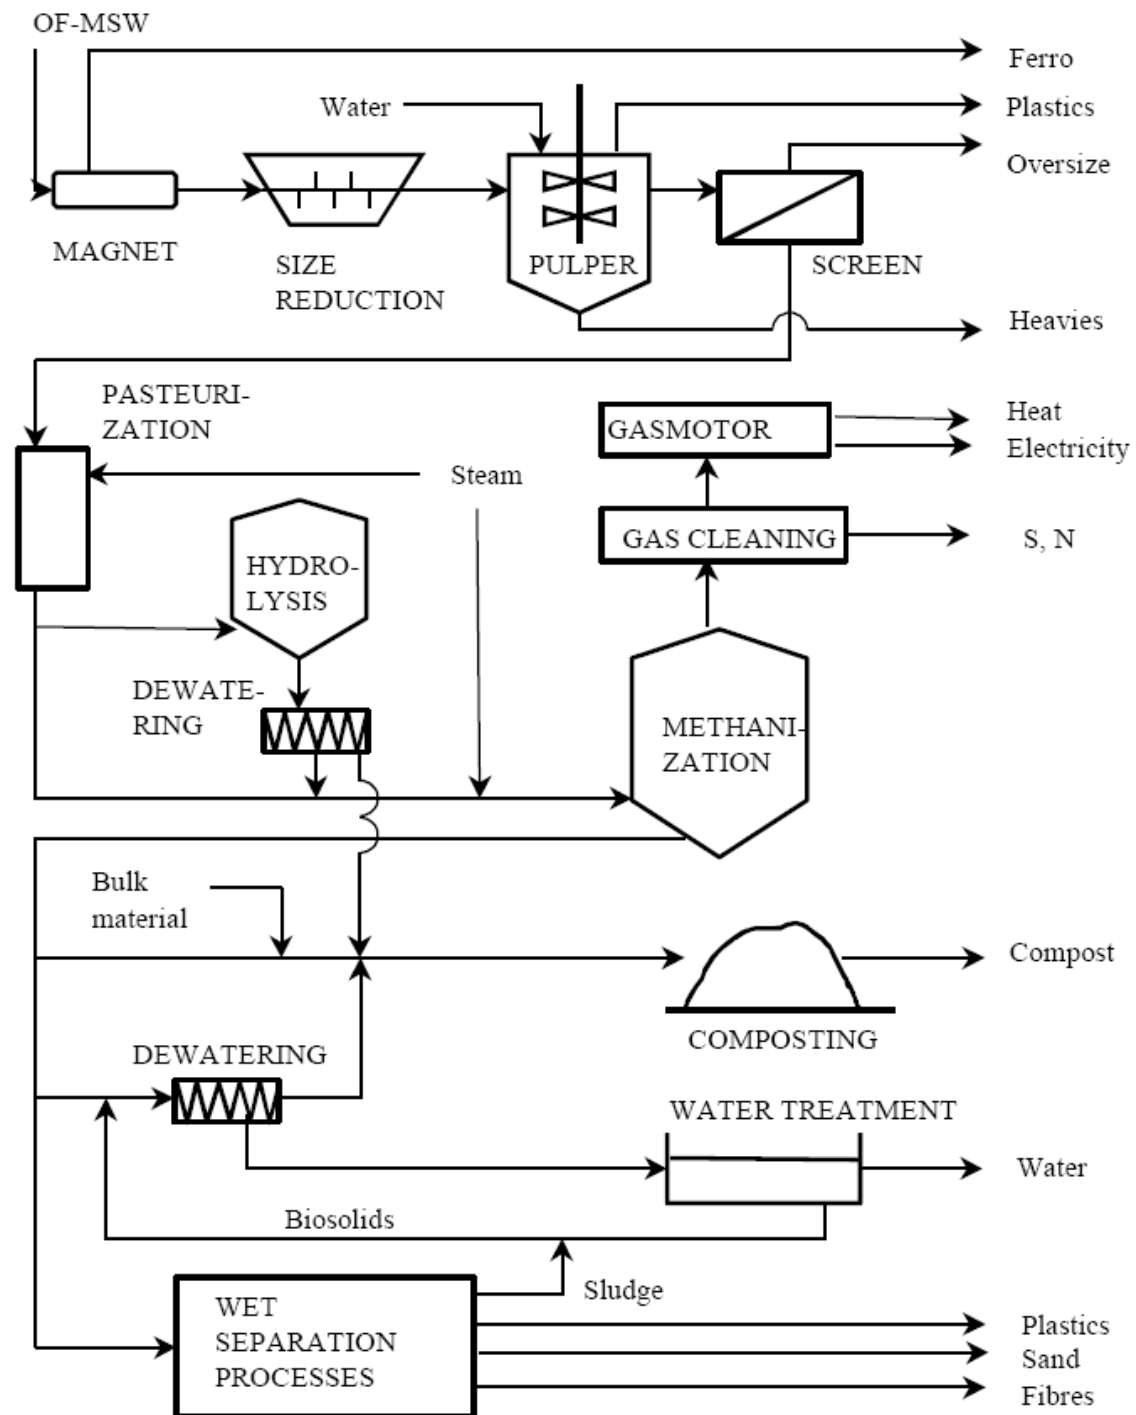 OF-MSW
Ferro
Water
Plastics
Oversize
MAGNET
SIZE
REDUCTION
PULPER
SCREEN
Heavies
PASTEURI-
ZATION
GASMOTOR
Heat
Electricity
Steam
GAS CLEANING
S, N
HYDRO-
LYSIS
DEWATE-
RING
METHANI-
ZATION
Bulk
material
Compost
COMPOSTING
DEWATERING
WATER TREATMENT
Water
Biosolids
Sludge
WET
SEPARATION
PROCESSES
Plastics
Sand
Fibres